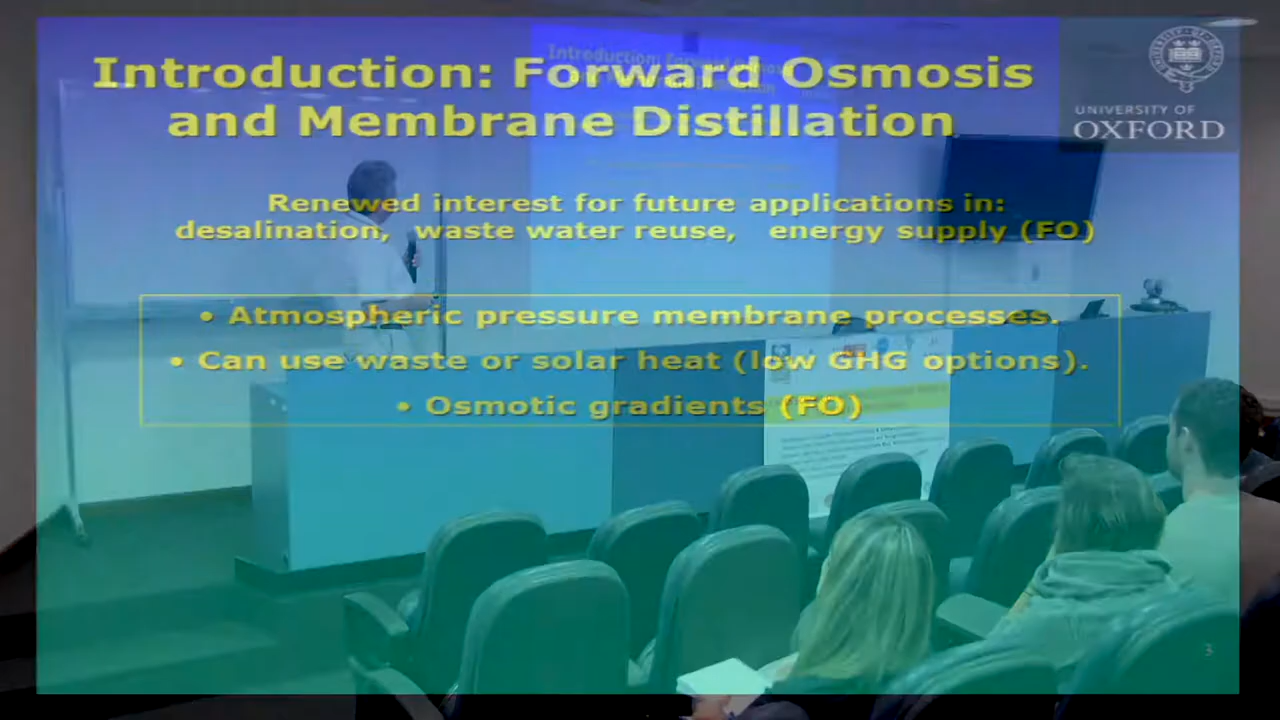 Introduction: Forward Osmosis
and Membrane Distillation
UNIVERSITY OF
OXFORD
Renewed interest for future applications in:
desalination, waste water reuse, energy supply (FO)
• Atmospheric pressure membrane processes.
• Can use waste or solar heat (low GHG options).
• Osmotic gradients (FO)
3